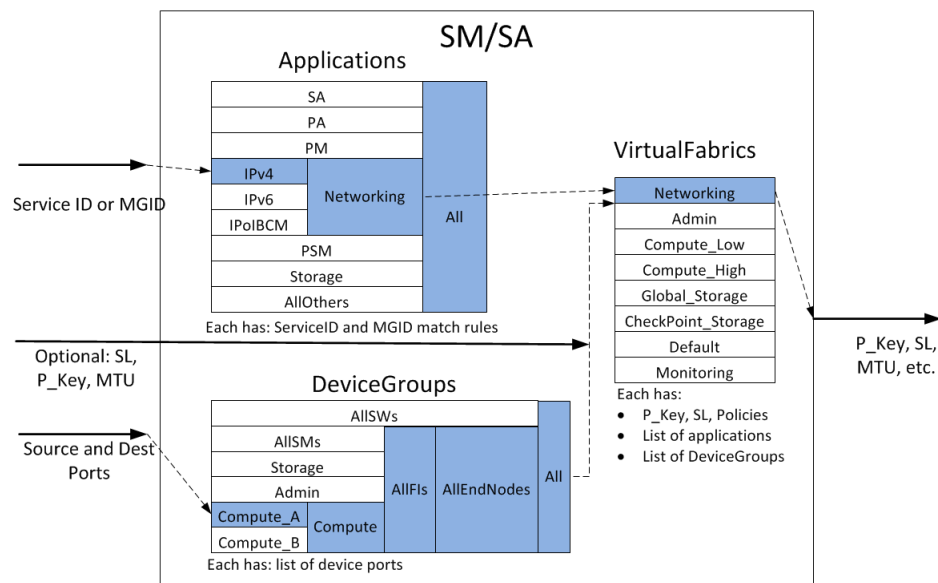 SM/SA
Applications
SA
PA
PM
IPv4
IPv6
IPoIBCM
Networking
PSM
Storage
AllOthers
All
Each has: ServiceID and MGID match rules
Service ID or MGID
Optional: SL,
P_Key, MTU
Source and Dest
Ports
DeviceGroups
AllSWs
AllSMs
Storage
Admin
Compute_A
Compute_B
Compute
AllFIs
AllEndNodes
All
Each has: list of device ports
VirtualFabrics
Networking
Admin
Compute_Low
Compute_High
Global_Storage
CheckPoint_Storage
Default
Monitoring
Each has:
• P_Key, SL, Policies
• List of applications
• List of DeviceGroups
P_Key, SL,
MTU, etc.